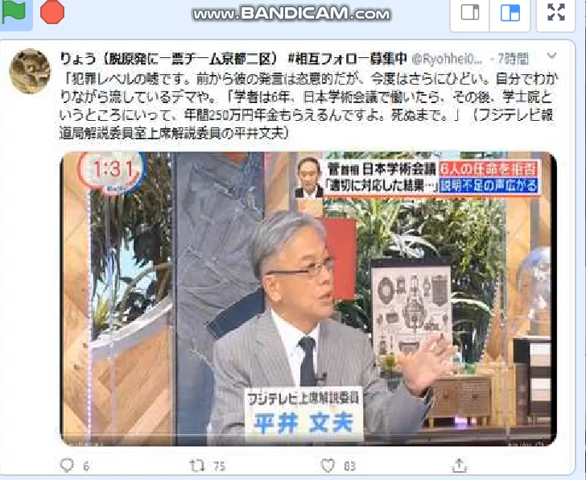 www.BANDICAM.com
りょう（脱原発に一票チーム京都二区） #相互フォロー募集中 @Ryohhei0... ・7時間
「犯罪レベルの嘘です。前から彼の発言は恣意的だが、今度はさらにひどい。自分でわか
りながら流しているデマや。「学者は6年、日本学術会議で働いたら、その後、学士院と
いうところにいって、年間250万円年金もらえるんですよ。死ぬまで。」（フジテレビ報
道局解説委員室上席解説委員の平井文夫）
1:31
菅首相 日本学術会議 6人の任命を拒否
「適切に対応した結果…」 説明不足の声広がる
フジテレビ上席解説委員
平井 文夫
6 75 83